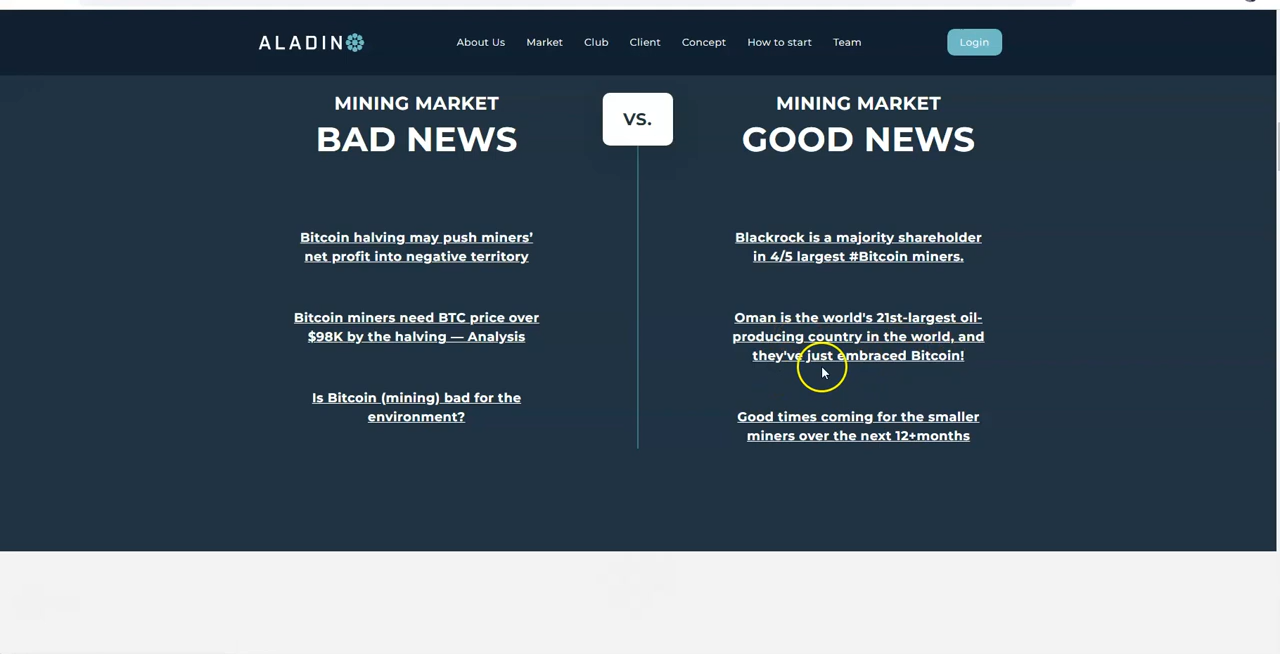 ALADIN
About Us
Market
Club
Client
Concept
How to start
Team
Login
MINING MARKET
BAD NEWS
VS.
MINING MARKET
GOOD NEWS
Bitcoin halving may push miners’
net profit into negative territory
Bitcoin miners need BTC price over
$98K by the halving — Analysis
Is Bitcoin (mining) bad for the
environment?
Blackrock is a majority shareholder
in 4/5 largest #Bitcoin miners.
Oman is the world's 21st-largest oil-
producing country in the world, and
they've just embraced Bitcoin!
Good times coming for the smaller
miners over the next 12+months